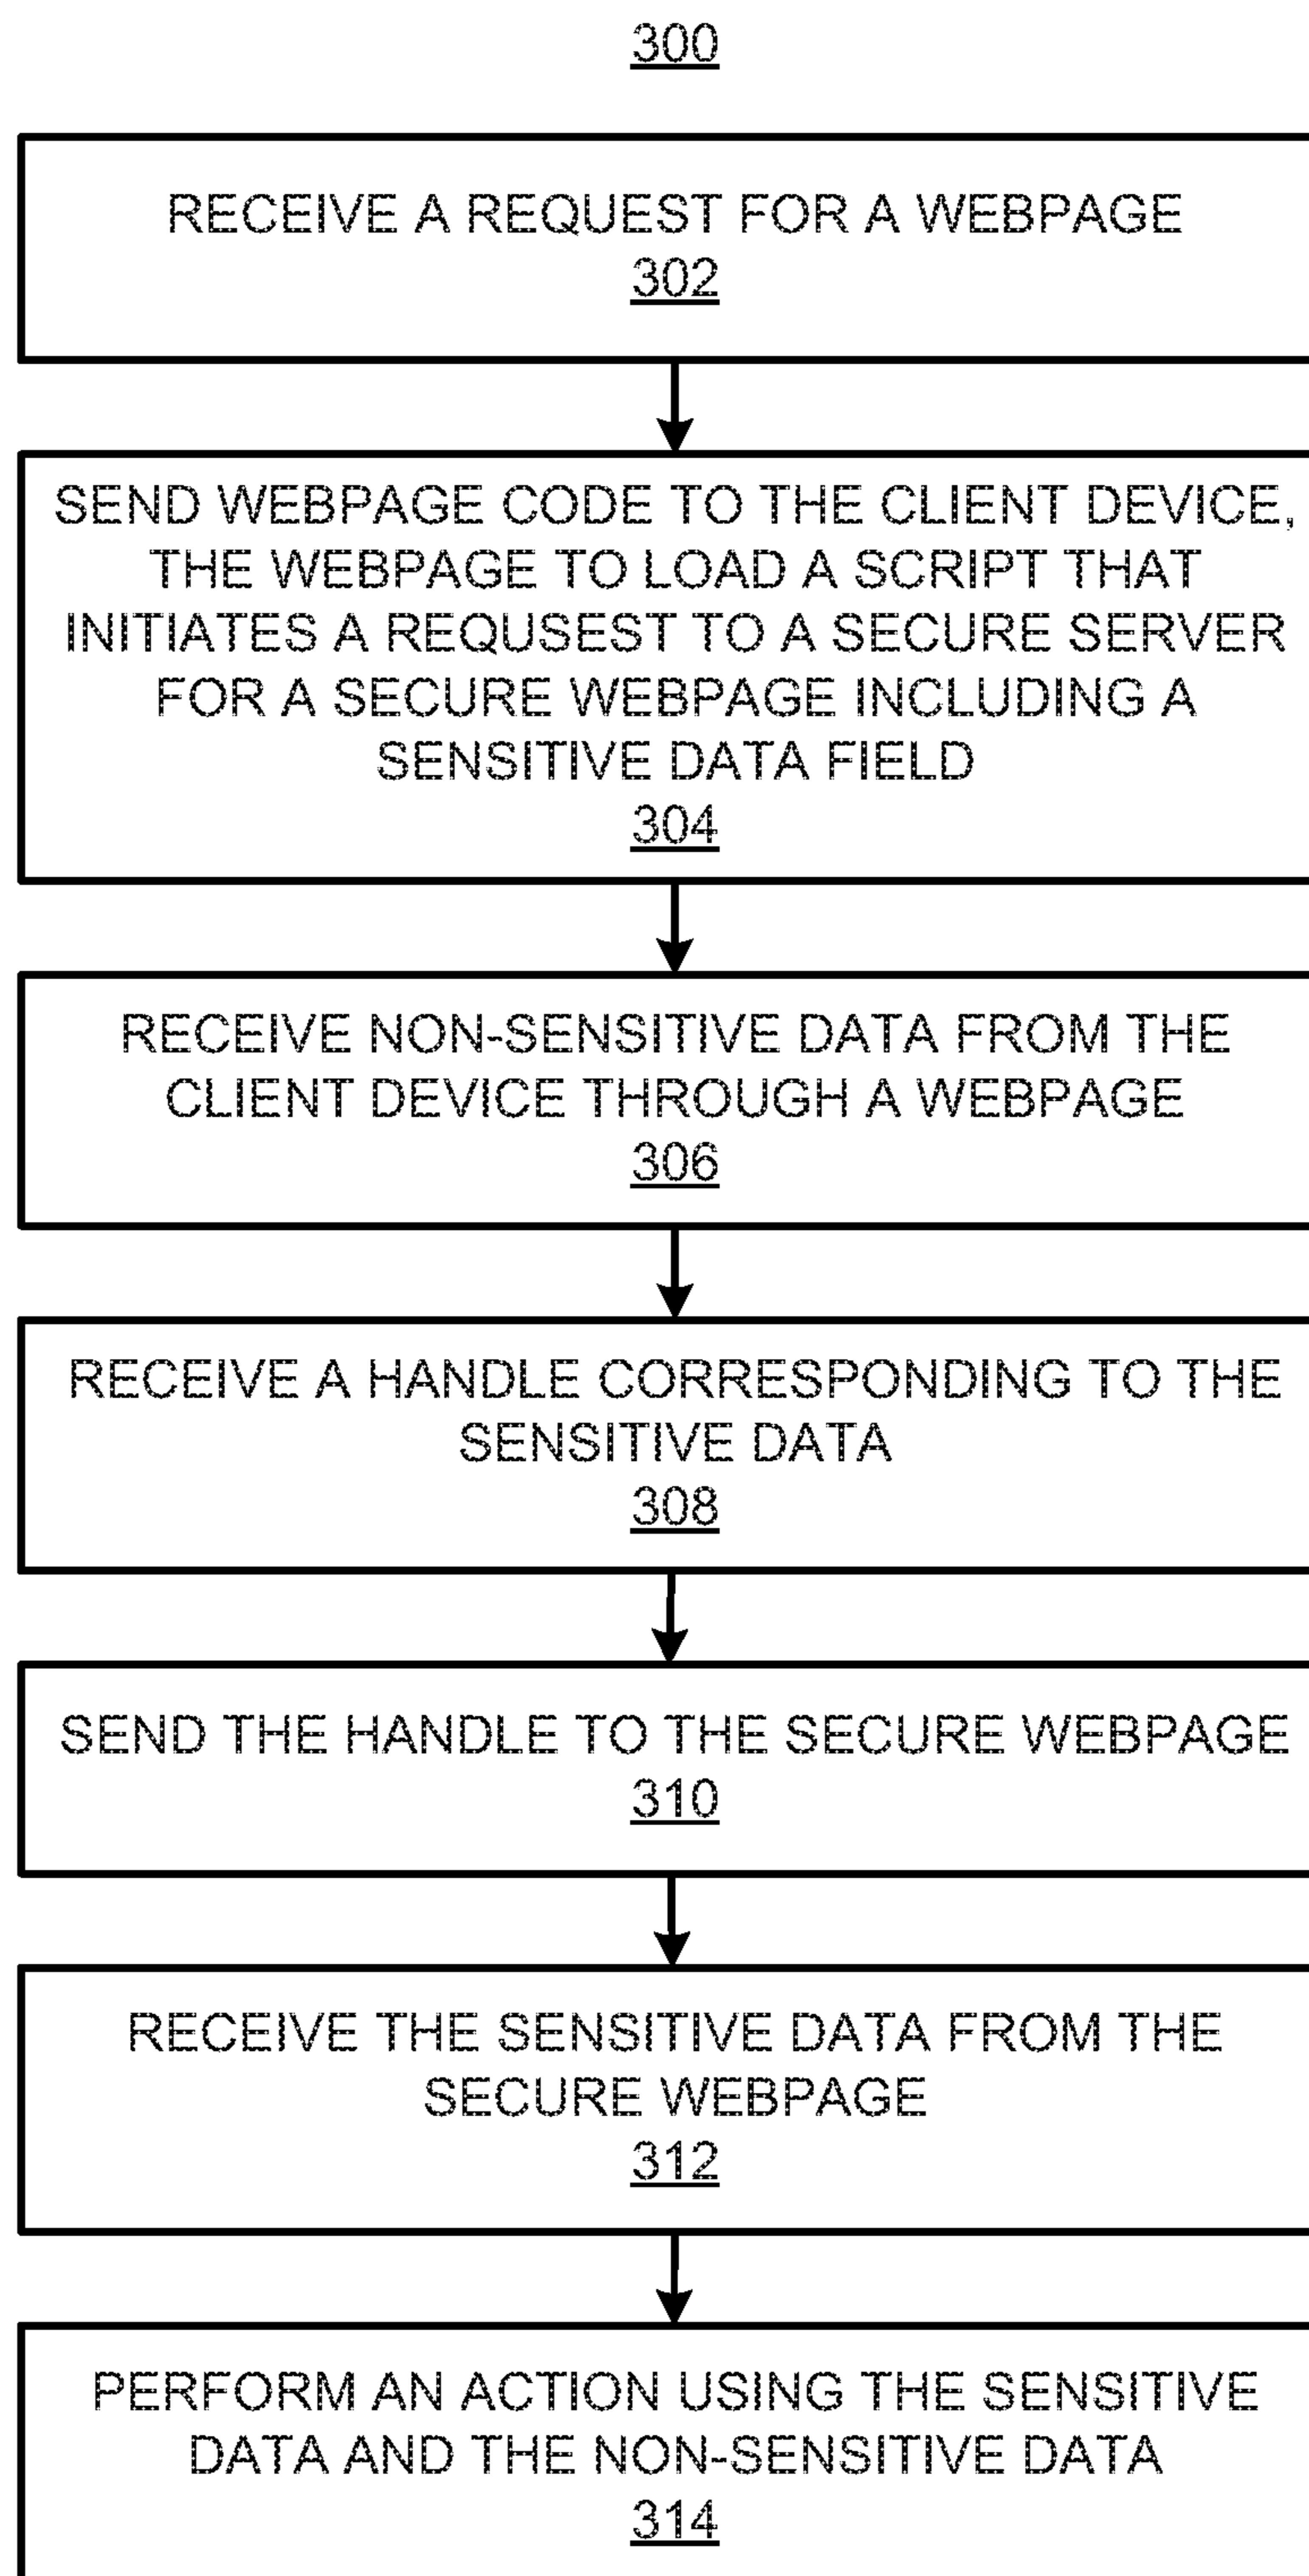 300
RECEIVE A REQUEST FOR A WEBPAGE
302
SEND WEBPAGE CODE TO THE CLIENT DEVICE,
THE WEBPAGE TO LOAD A SCRIPT THAT
INITIATES A REQUSEST TO A SECURE SERVER
FOR A SECURE WEBPAGE INCLUDING A
SENSITIVE DATA FIELD
304
RECEIVE NON-SENSITIVE DATA FROM THE
CLIENT DEVICE THROUGH A WEBPAGE
306
RECEIVE A HANDLE CORRESPONDING TO THE
SENSITIVE DATA
308
SEND THE HANDLE TO THE SECURE WEBPAGE
310
RECEIVE THE SENSITIVE DATA FROM THE
SECURE WEBPAGE
312
PERFORM AN ACTION USING THE SENSITIVE
DATA AND THE NON-SENSITIVE DATA
314